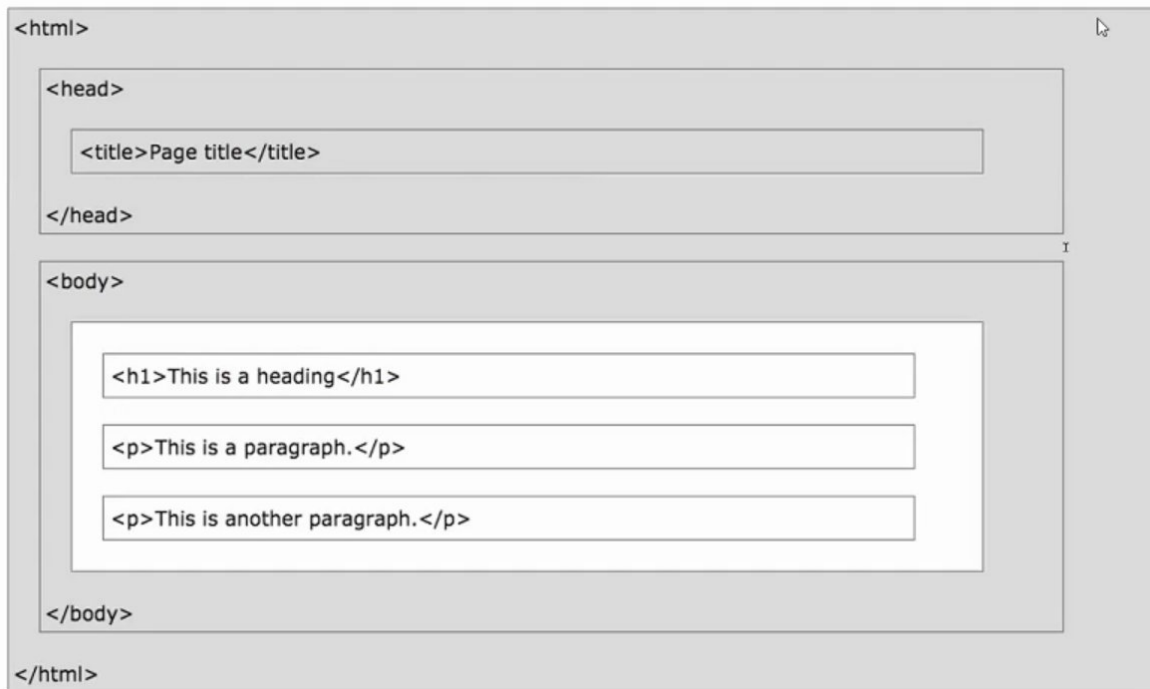 <html>
<head>
<title>Page title</title>
</head>
<body>
<h1>This is a heading</h1>
<p>This is a paragraph.</p>
<p>This is another paragraph.</p>
</body>
</html>